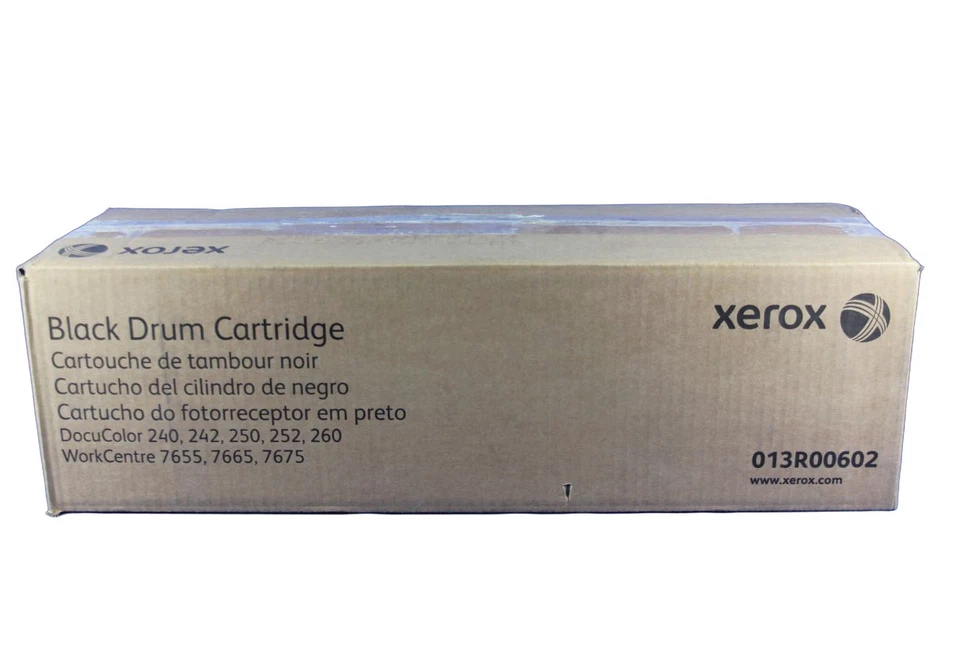 xerox
Black Drum Cartridge
Cartouche de tambour noir
Cartucho del cilindro de negro
Cartucho do fotorreceptor em preto
DocuColor 240, 242, 250, 252, 260
WorkCentre 7655, 7665, 7675
xerox
013R00602
www.xerox.com